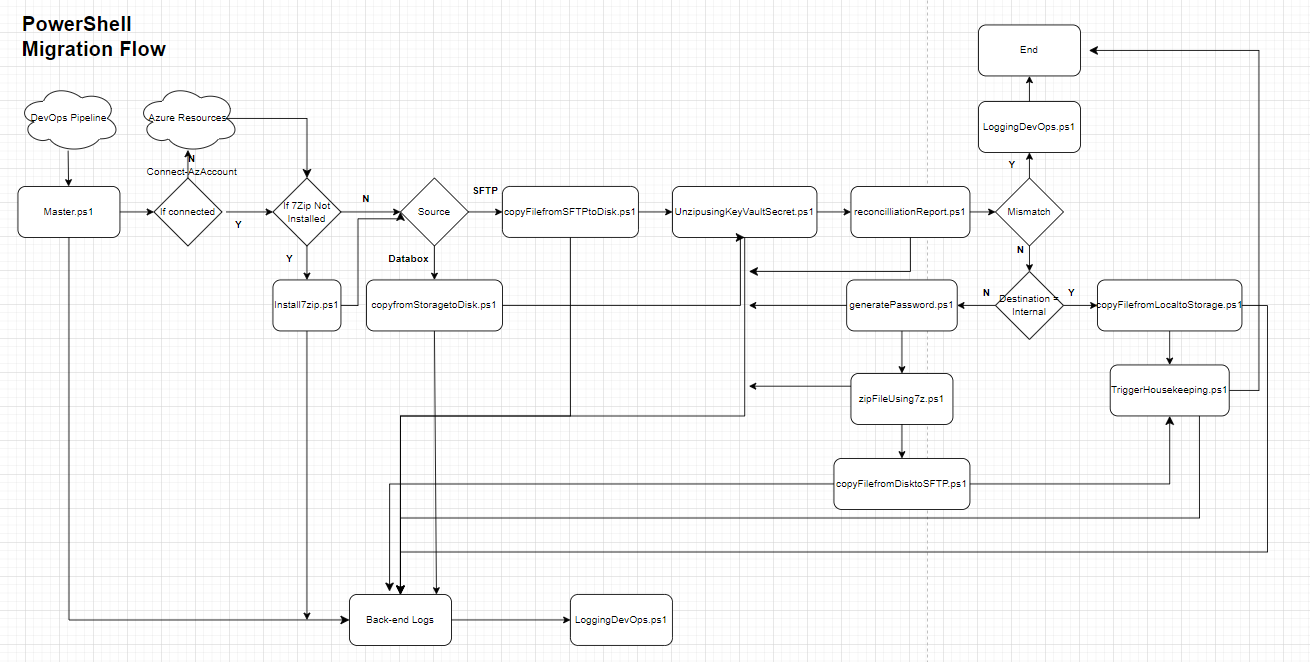 PowerShell
Migration Flow
End
DevOps Pipeline
Azure Resources
LoggingDevOps.ps1
N
Connect-AzAccount
Y
Master.ps1
If connected
Y
If 7Zip Not
Installed
N
Source
SFTP
copyFilefromSFTPtoDisk.ps1
UnzipusingKeyVaultSecret.ps1
reconcilliationReport.ps1
Mismatch
Y
Databox
N
Install7zip.ps1
copyfromStoragetoDisk.ps1
generatePassword.ps1
N
Destination =
Internal
Y
copyFilefromLocaltoStorage.ps1
zipFileUsing7z.ps1
TriggerHousekeeping.ps1
copyFilefromDisktoSFTP.ps1
Back-end Logs
LoggingDevOps.ps1